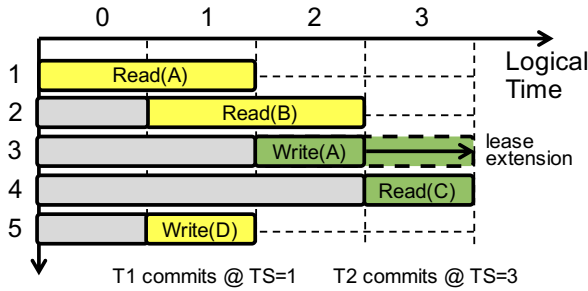 0 1 2 3
Logical
Time
1 Read(A)
2 Read(B)
3 Write(A) lease
extension
4 Read(C)
5 Write(D)
T1 commits @ TS=1 T2 commits @ TS=3